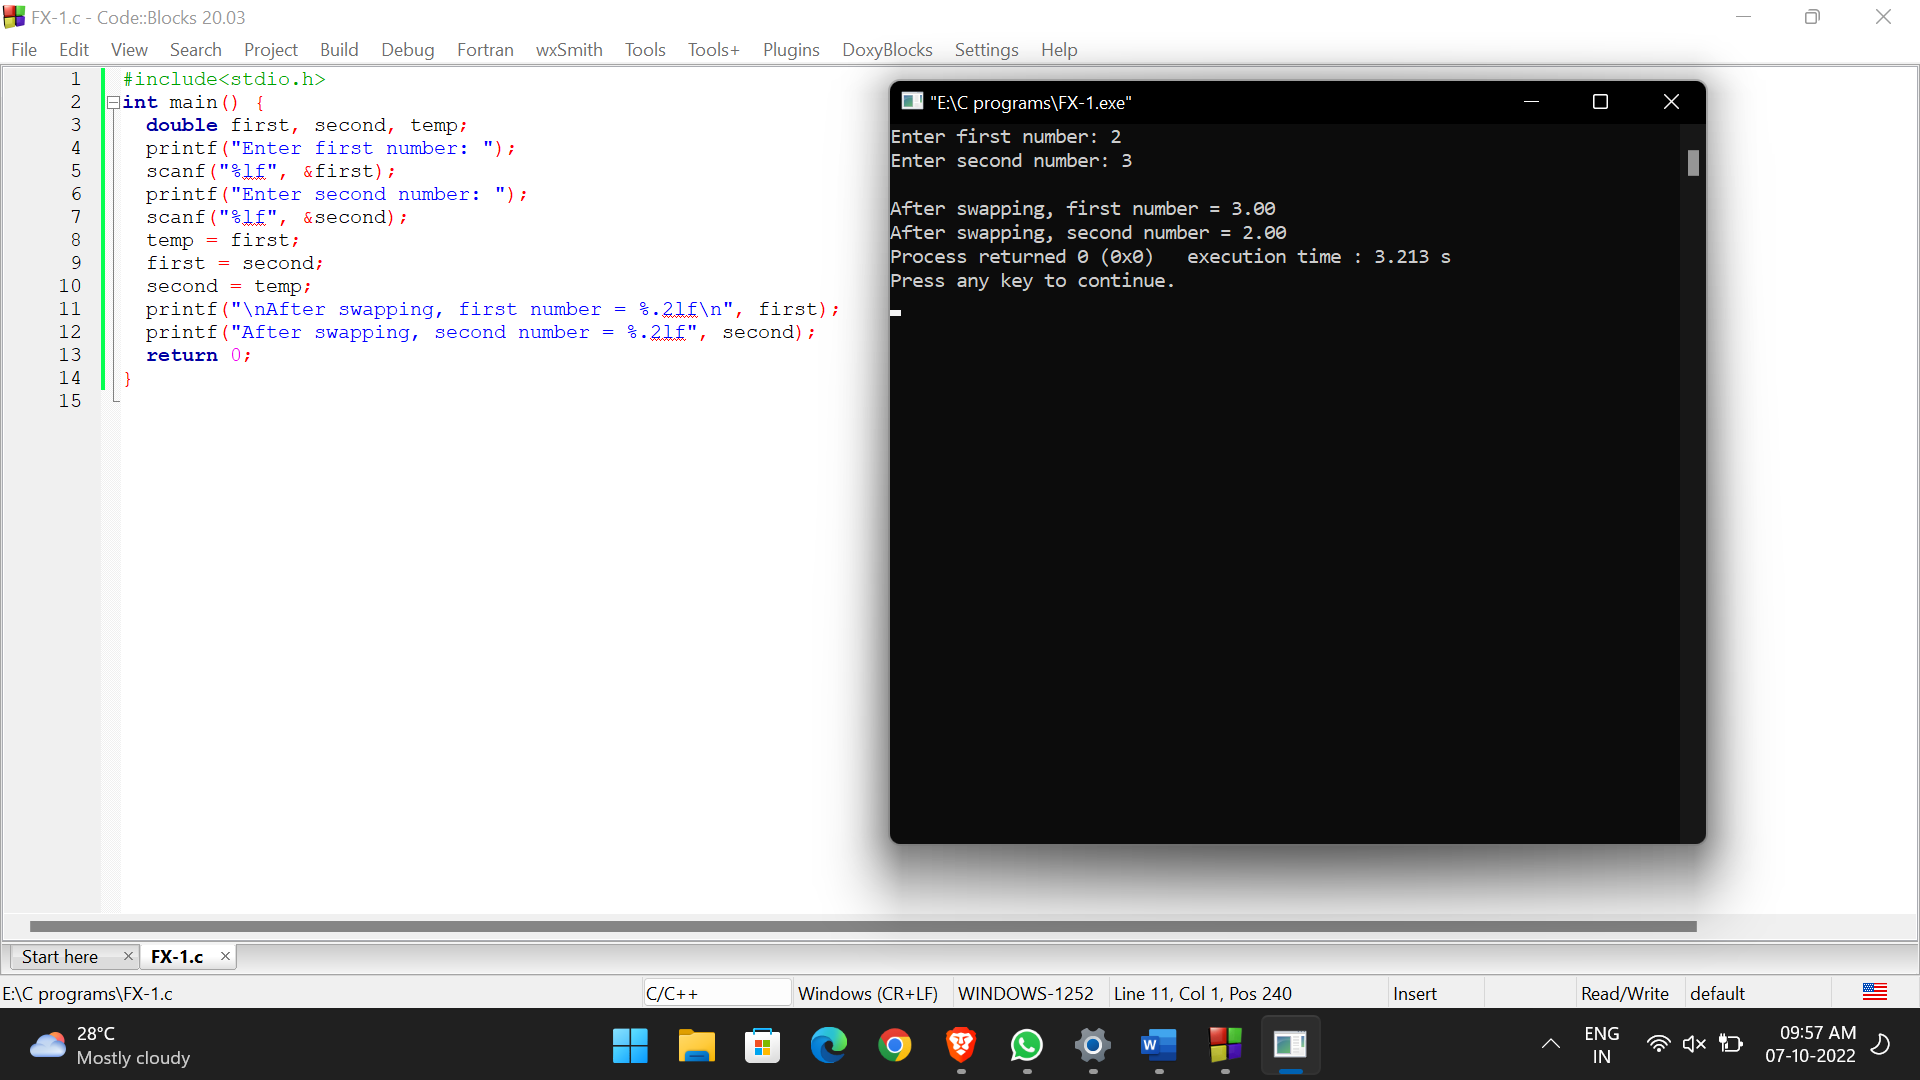 FX-1.c - Code::Blocks 20.03
File Edit View Search Project Build Debug Fortran wxSmith Tools Tools+ Plugins DoxyBlocks Settings Help
1 #include<stdio.h>
2 int main() {
3 double first, second, temp;
4 printf("Enter first number: ");
5 scanf("%lf", &first);
6 printf("Enter second number: ");
7 scanf("%lf", &second);
8 temp = first;
9 first = second;
10 second = temp;
11 printf("\nAfter swapping, first number = %.2lf\n", first);
12 printf("After swapping, second number = %.2lf", second);
13 return 0;
14 }
15
"E:\C programs\FX-1.exe"
Enter first number: 2
Enter second number: 3
After swapping, first number = 3.00
After swapping, second number = 2.00
Process returned 0 (0x0)   execution time : 3.213 s
Press any key to continue.
Start here FX-1.c
E:\C programs\FX-1.c C/C++ Windows (CR+LF) WINDOWS-1252 Line 11, Col 1, Pos 240 Insert Read/Write default
28°C
Mostly cloudy
W
ENG
IN
09:57 AM
07-10-2022